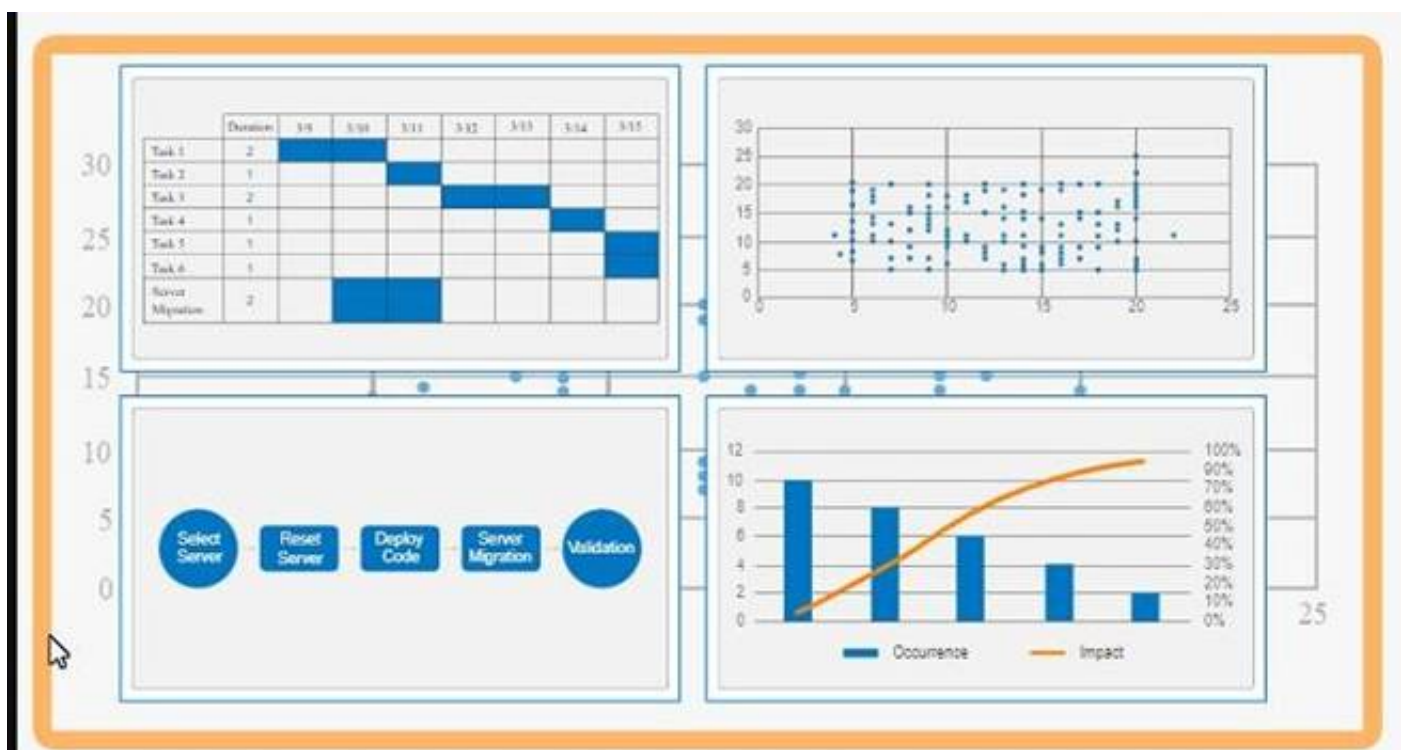 Duration 3/9 3/10 3/11 3/12 3/13 3/14 3/15
Task 1 2
Task 2 1
Task 3 2
Task 4 1
Task 5 1
Task 6 1
Server
Migration 2
30
25
20
15
10
5
0
0 5 10 15 20 25
30
25
20
15
10
5
0
25
Select
Server
Reset
Server
Deploy
Code
Server
Migration
Validation
12
10
8
6
4
2
0
100%
90%
70%
60%
50%
40%
30%
20%
10%
0%
Occurrence Impact